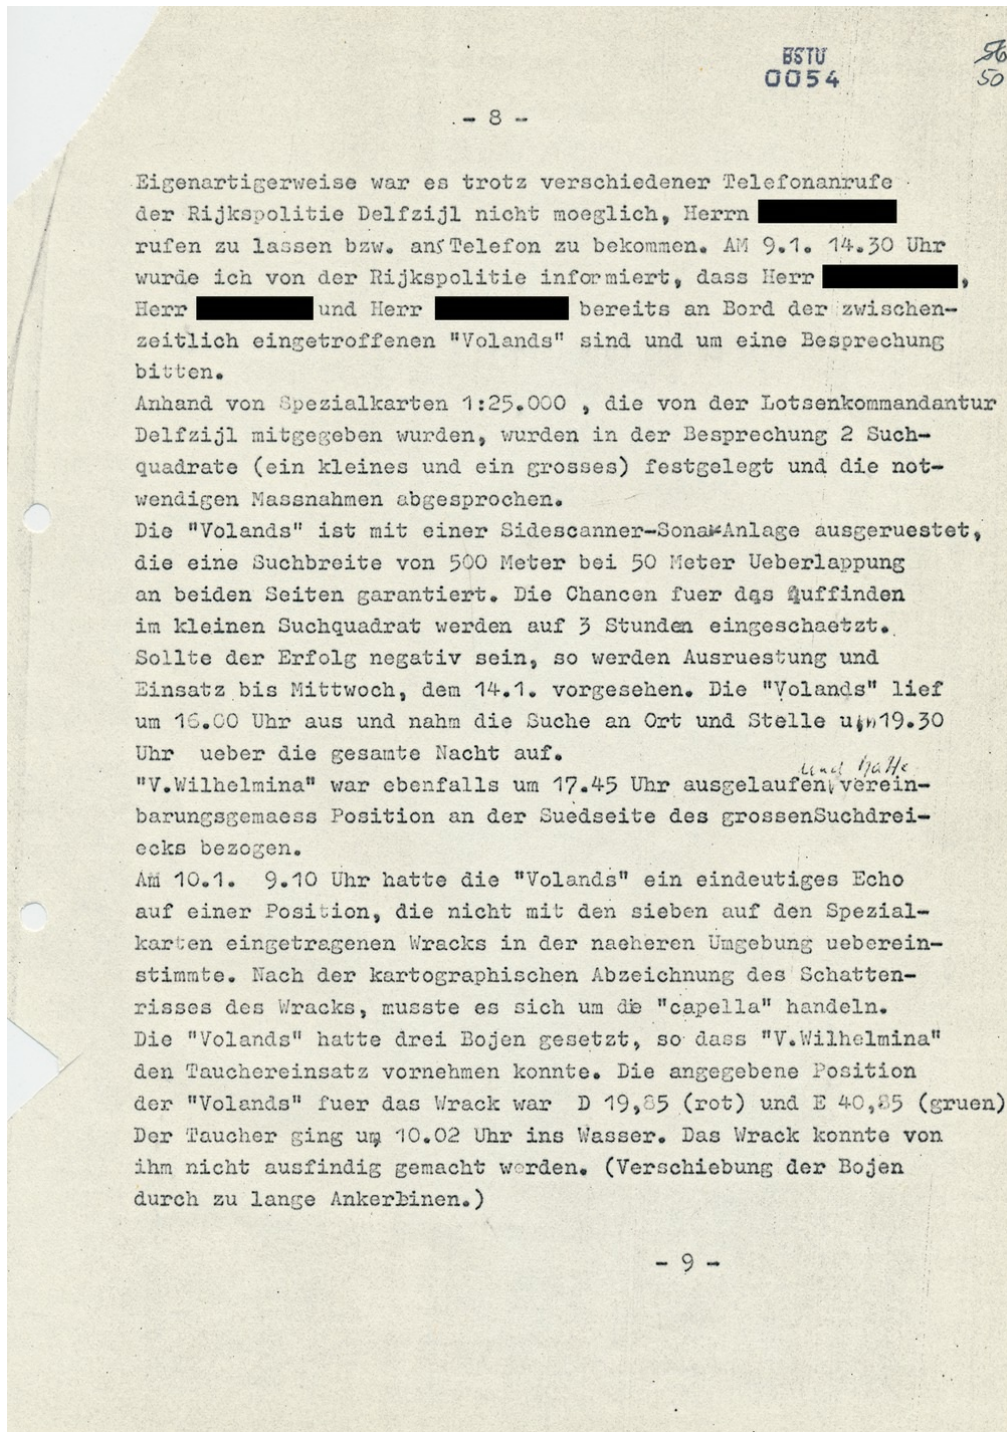 BSTU
0054
56
50
- 8 -
Eigenartigerweise war es trotz verschiedener Telefonanrufe
der Rijkspolitie Delfzijl nicht moeglich, Herrn
rufen zu lassen bzw. ans Telefon zu bekommen. AM 9.1. 14.30 Uhr
wurde ich von der Rijkspolitie informiert, dass Herr ,
Herr und Herr bereits an Bord der zwischen-
zeitlich eingetroffenen "Volands" sind und um eine Besprechung
bitten.
Anhand von Spezialkarten 1:25.000 , die von der Lotsenkommandantur
Delfzijl mitgegeben wurden, wurden in der Besprechung 2 Such-
quadrate (ein kleines und ein grosses) festgelegt und die not-
wendigen Massnahmen abgesprochen.
Die "Volands" ist mit einer Sidescanner-Sonar-Anlage ausgeruestet,
die eine Suchbreite von 500 Meter bei 50 Meter Ueberlappung
an beiden Seiten garantiert. Die Chancen fuer das Auffinden
im kleinen Suchquadrat werden auf 3 Stunden eingeschaetzt.
Sollte der Erfolg negativ sein, so werden Ausruestung und
Einsatz bis Mittwoch, dem 14.1. vorgesehen. Die "Volands" lief
um 16.00 Uhr aus und nahm die Suche an Ort und Stelle um 19.30
Uhr ueber die gesamte Nacht auf.
und hatte
"V.Wilhelmina" war ebenfalls um 17.45 Uhr ausgelaufen, verein-
barungsgemaess Position an der Suedseite des grossenSuchdrei-
ecks bezogen.
Am 10.1. 9.10 Uhr hatte die "Volands" ein eindeutiges Echo
auf einer Position, die nicht mit den sieben auf den Spezial-
karten eingetragenen Wracks in der naeheren Umgebung ueberein-
stimmte. Nach der kartographischen Abzeichnung des Schatten-
risses des Wracks, musste es sich um die "capella" handeln.
Die "Volands" hatte drei Bojen gesetzt, so dass "V.Wilhelmina"
den Tauchereinsatz vornehmen konnte. Die angegebene Position
der "Volands" fuer das Wrack war D 19,85 (rot) und E 40,85 (gruen)
Der Taucher ging um 10.02 Uhr ins Wasser. Das Wrack konnte von
ihm nicht ausfindig gemacht werden. (Verschiebung der Bojen
durch zu lange Ankerleinen.)
- 9 -